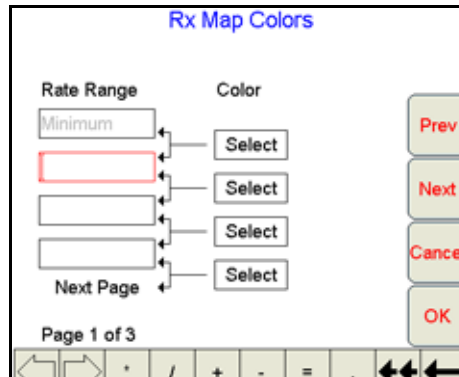 Rx Map Colors
Rate Range Color
Minimum
Select
Select
Select
Select
Next Page
Page 1 of 3
Prev
Next
Cance
OK
* / + - = .